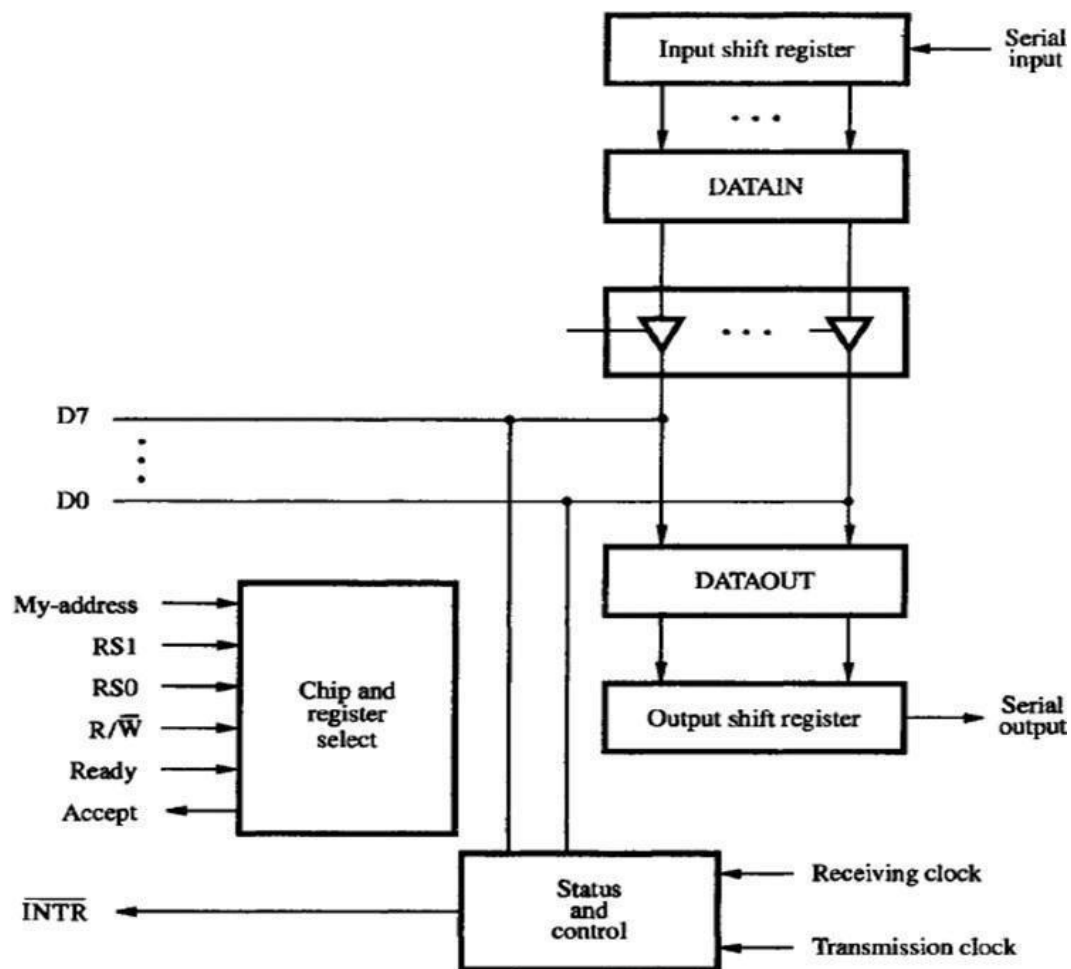 Input shift register
Serial
input
DATAIN
D7
D0
DATAOUT
My-address
RS1
RS0
R/W̅
Ready
Accept
Chip and
register
select
Output shift register
Serial
output
I̅N̅T̅R̅
Status
and
control
Receiving clock
Transmission clock